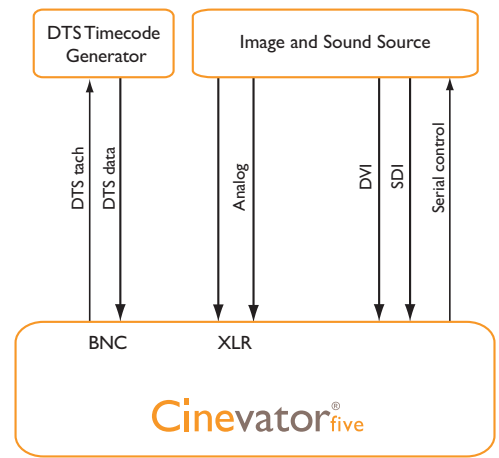 DTS Timecode
Generator
Image and Sound Source
DTS tach
DTS data
Analog
DVI
SDI
Serial control
BNC
XLR
Cinevator® five